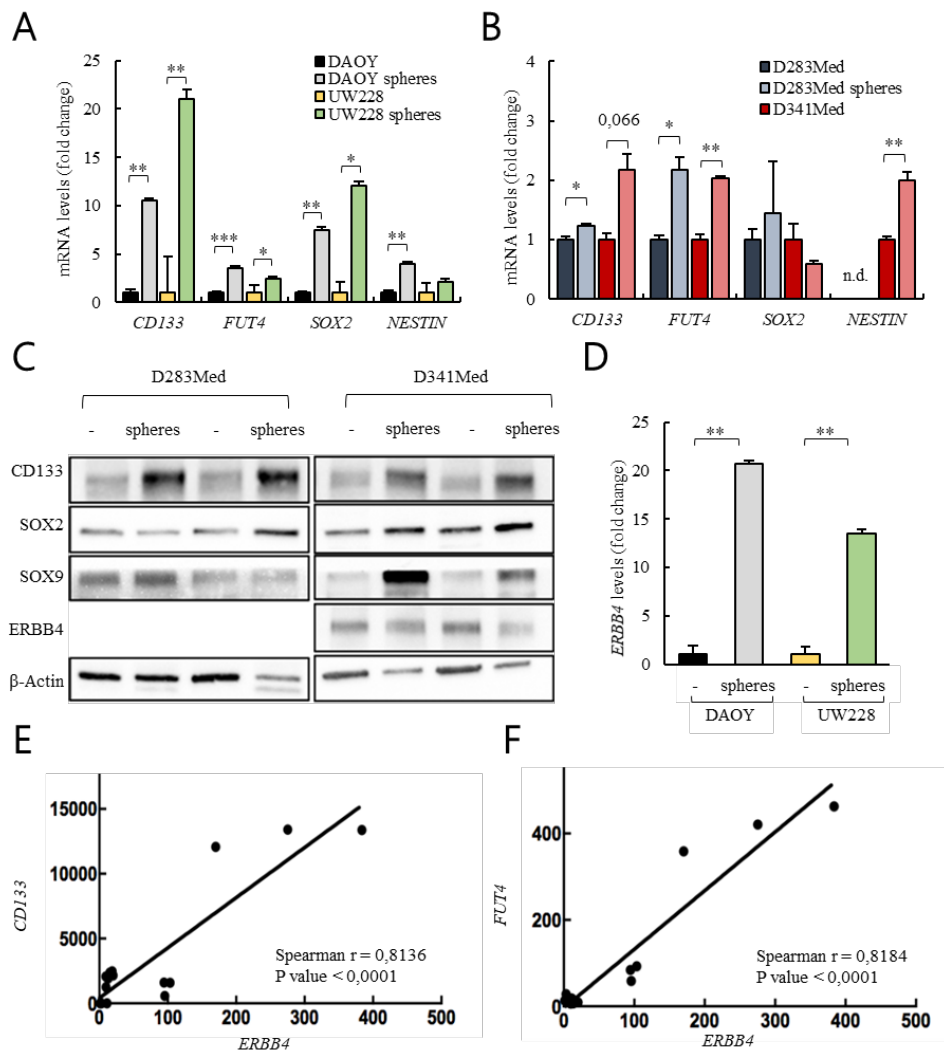 A
mRNA levels (fold change)
25
20
15
10
5
0
DAOY
DAOY spheres
UW228
UW228 spheres
**
**
***
*
**
*
**
CD133
FUT4
SOX2
NESTIN
B
mRNA levels (fold change)
4
3
2
1
0
D283Med
D283Med spheres
D341Med
*
0,066
*
**
n.d.
**
CD133
FUT4
SOX2
NESTIN
C
D283Med
D341Med
- spheres - spheres
- spheres - spheres
CD133
SOX2
SOX9
ERBB4
β-Actin
D
ERBB4 levels (fold change)
25
20
15
10
5
0
**
**
- spheres - spheres
DAOY UW228
E
CD133
15000
10000
5000
0
0 100 200 300 400 500
ERBB4
Spearman r = 0,8136
P value < 0,0001
F
FUT4
400
200
0
0 100 200 300 400 500
ERBB4
Spearman r = 0,8184
P value < 0,0001